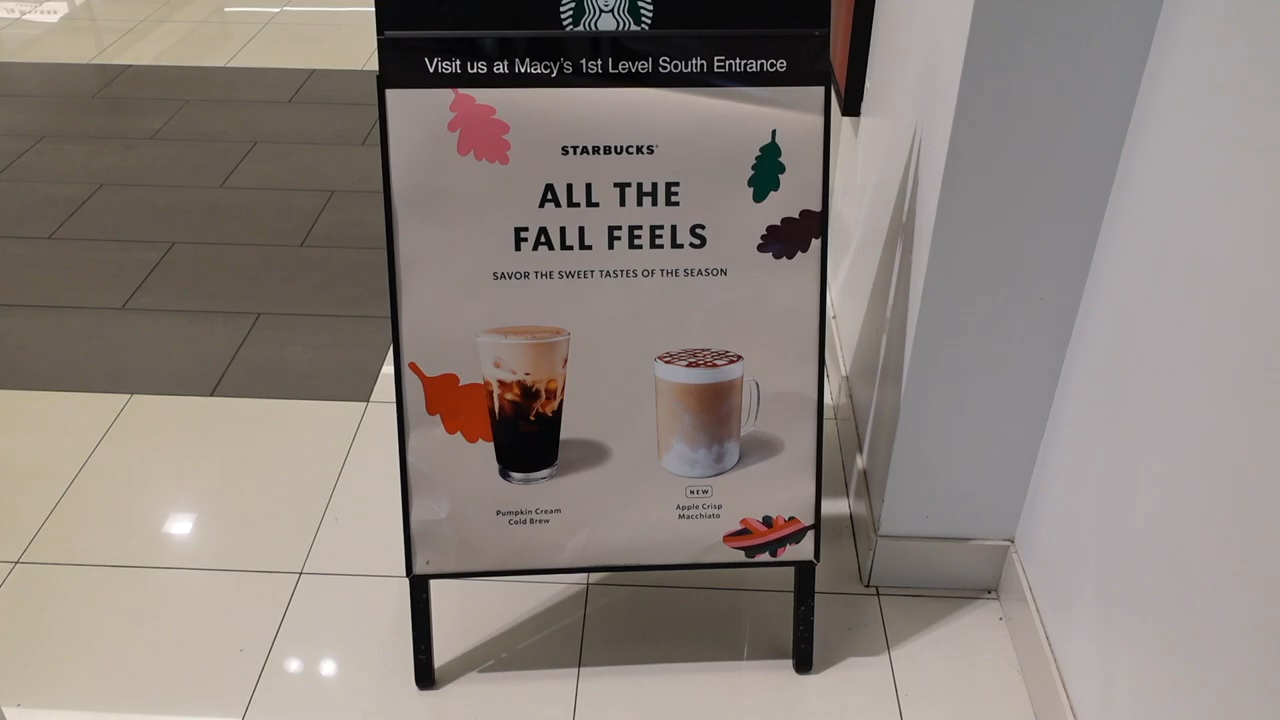 Visit us at Macy's 1st Level South Entrance
STARBUCKS
ALL THE
FALL FEELS
SAVOR THE SWEET TASTES OF THE SEASON
Pumpkin Cream
Cold Brew
NEW
Apple Crisp
Macchiato